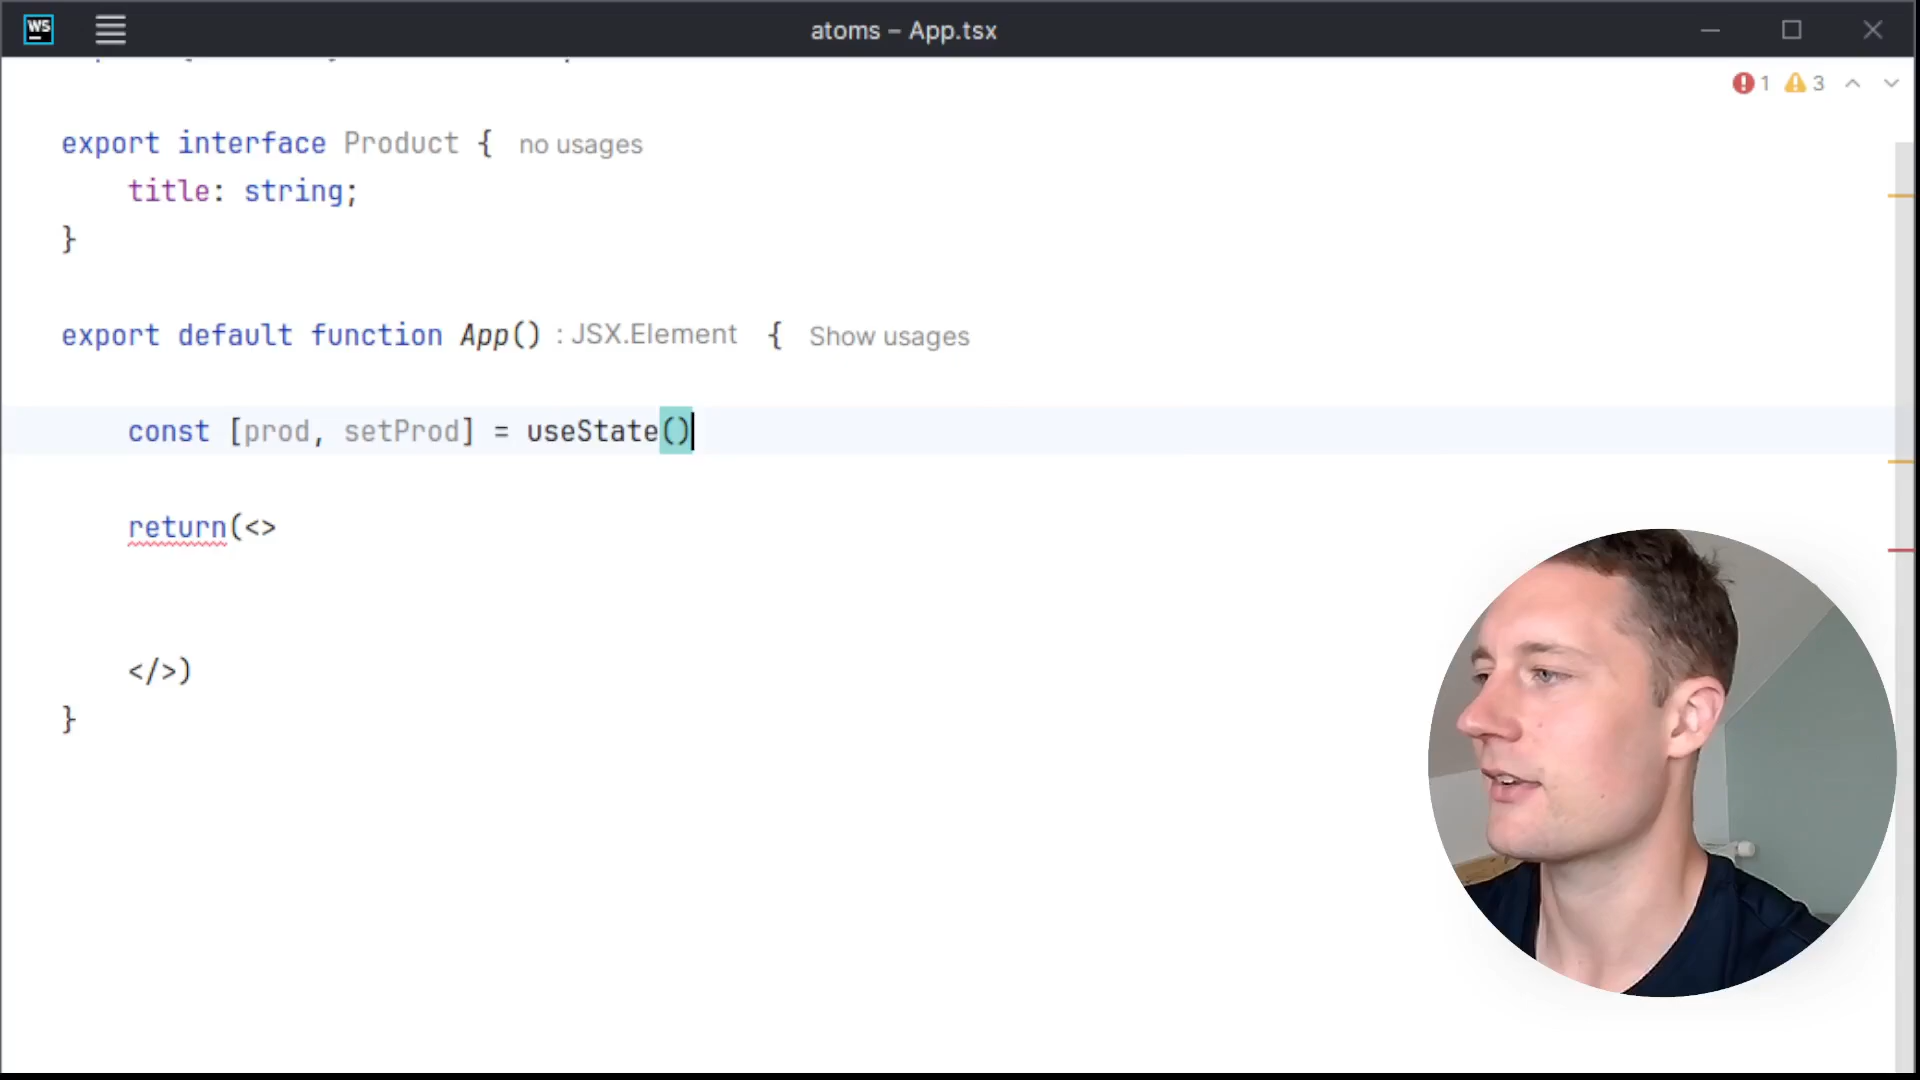 WS
atoms – App.tsx
1 3
export interface Product { no usages
title: string;
}
export default function App() : JSX.Element { Show usages
const [prod, setProd] = useState()
return(<>
</>)
}